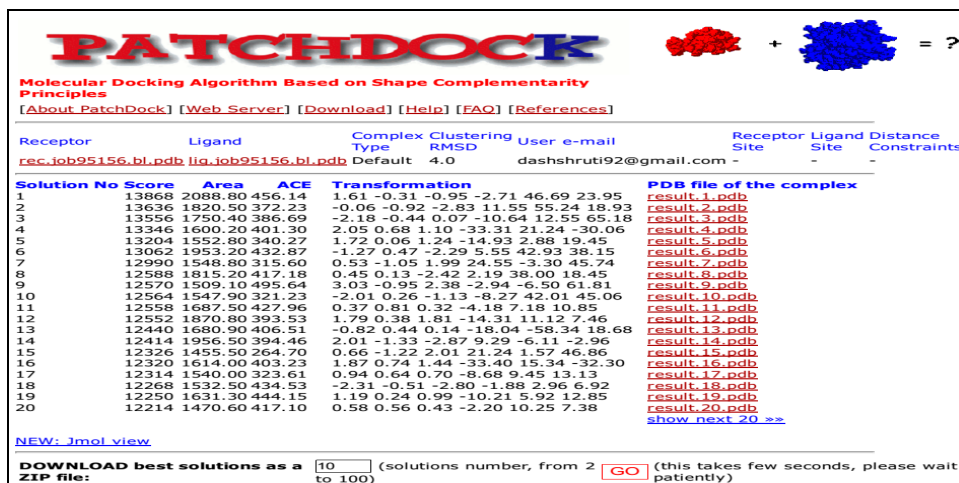 PATCHDOCK
+ = ?
Molecular Docking Algorithm Based on Shape Complementarity
Principles
[About PatchDock] [Web Server] [Download] [Help] [FAQ] [References]
Receptor Ligand Complex Type Clustering RMSD User e-mail Receptor Site Ligand Site Distance Constraints
rec.job95156.bl.pdb lig.job95156.bl.pdb Default 4.0 dashshruti92@gmail.com - - -
Solution No Score Area ACE Transformation PDB file of the complex
1 13868 2088.80 456.14 1.61 -0.31 -0.95 -2.71 46.69 23.95 result.1.pdb
2 13636 1820.50 372.23 -0.06 -0.92 -2.83 11.55 55.24 18.93 result.2.pdb
3 13556 1750.40 386.69 -2.18 -0.44 0.07 -10.64 12.55 65.18 result.3.pdb
4 13346 1600.20 401.30 2.05 0.68 1.10 -33.31 21.24 -30.06 result.4.pdb
5 13204 1552.80 340.27 1.72 0.06 1.24 -14.93 2.88 19.45 result.5.pdb
6 13062 1953.20 432.87 -1.27 0.47 -2.29 5.55 42.93 38.15 result.6.pdb
7 12990 1548.80 315.60 0.53 -1.05 1.99 24.55 -3.30 45.74 result.7.pdb
8 12588 1815.20 417.18 0.45 0.13 -2.42 2.19 38.00 18.45 result.8.pdb
9 12570 1509.10 495.64 3.03 -0.95 2.38 -2.94 -6.50 61.81 result.9.pdb
10 12564 1547.90 321.23 -2.01 0.26 -1.13 -8.27 42.01 45.06 result.10.pdb
11 12558 1687.50 427.96 0.37 0.81 0.32 -4.18 7.18 10.85 result.11.pdb
12 12552 1870.80 393.53 1.79 0.38 1.81 -14.31 11.12 7.46 result.12.pdb
13 12440 1680.90 406.51 -0.82 0.44 0.14 -18.04 -58.34 18.68 result.13.pdb
14 12414 1956.50 394.46 2.01 -1.33 -2.87 9.29 -6.11 -2.96 result.14.pdb
15 12326 1455.50 264.70 0.66 -1.22 2.01 21.24 1.57 46.86 result.15.pdb
16 12320 1614.00 403.23 1.87 0.74 1.44 -33.40 15.34 -32.30 result.16.pdb
17 12314 1540.00 323.61 0.94 0.64 0.70 -8.68 9.45 13.13 result.17.pdb
18 12268 1532.50 434.53 -2.31 -0.51 -2.80 -1.88 2.96 6.92 result.18.pdb
19 12250 1631.30 444.15 1.19 0.24 0.99 -10.21 5.92 12.85 result.19.pdb
20 12214 1470.60 417.10 0.58 0.56 0.43 -2.20 10.25 7.38 result.20.pdb
show next 20 »»
NEW: Jmol view
DOWNLOAD best solutions as a ZIP file: 10 (solutions number, from 2 to 100) GO (this takes few seconds, please wait patiently)